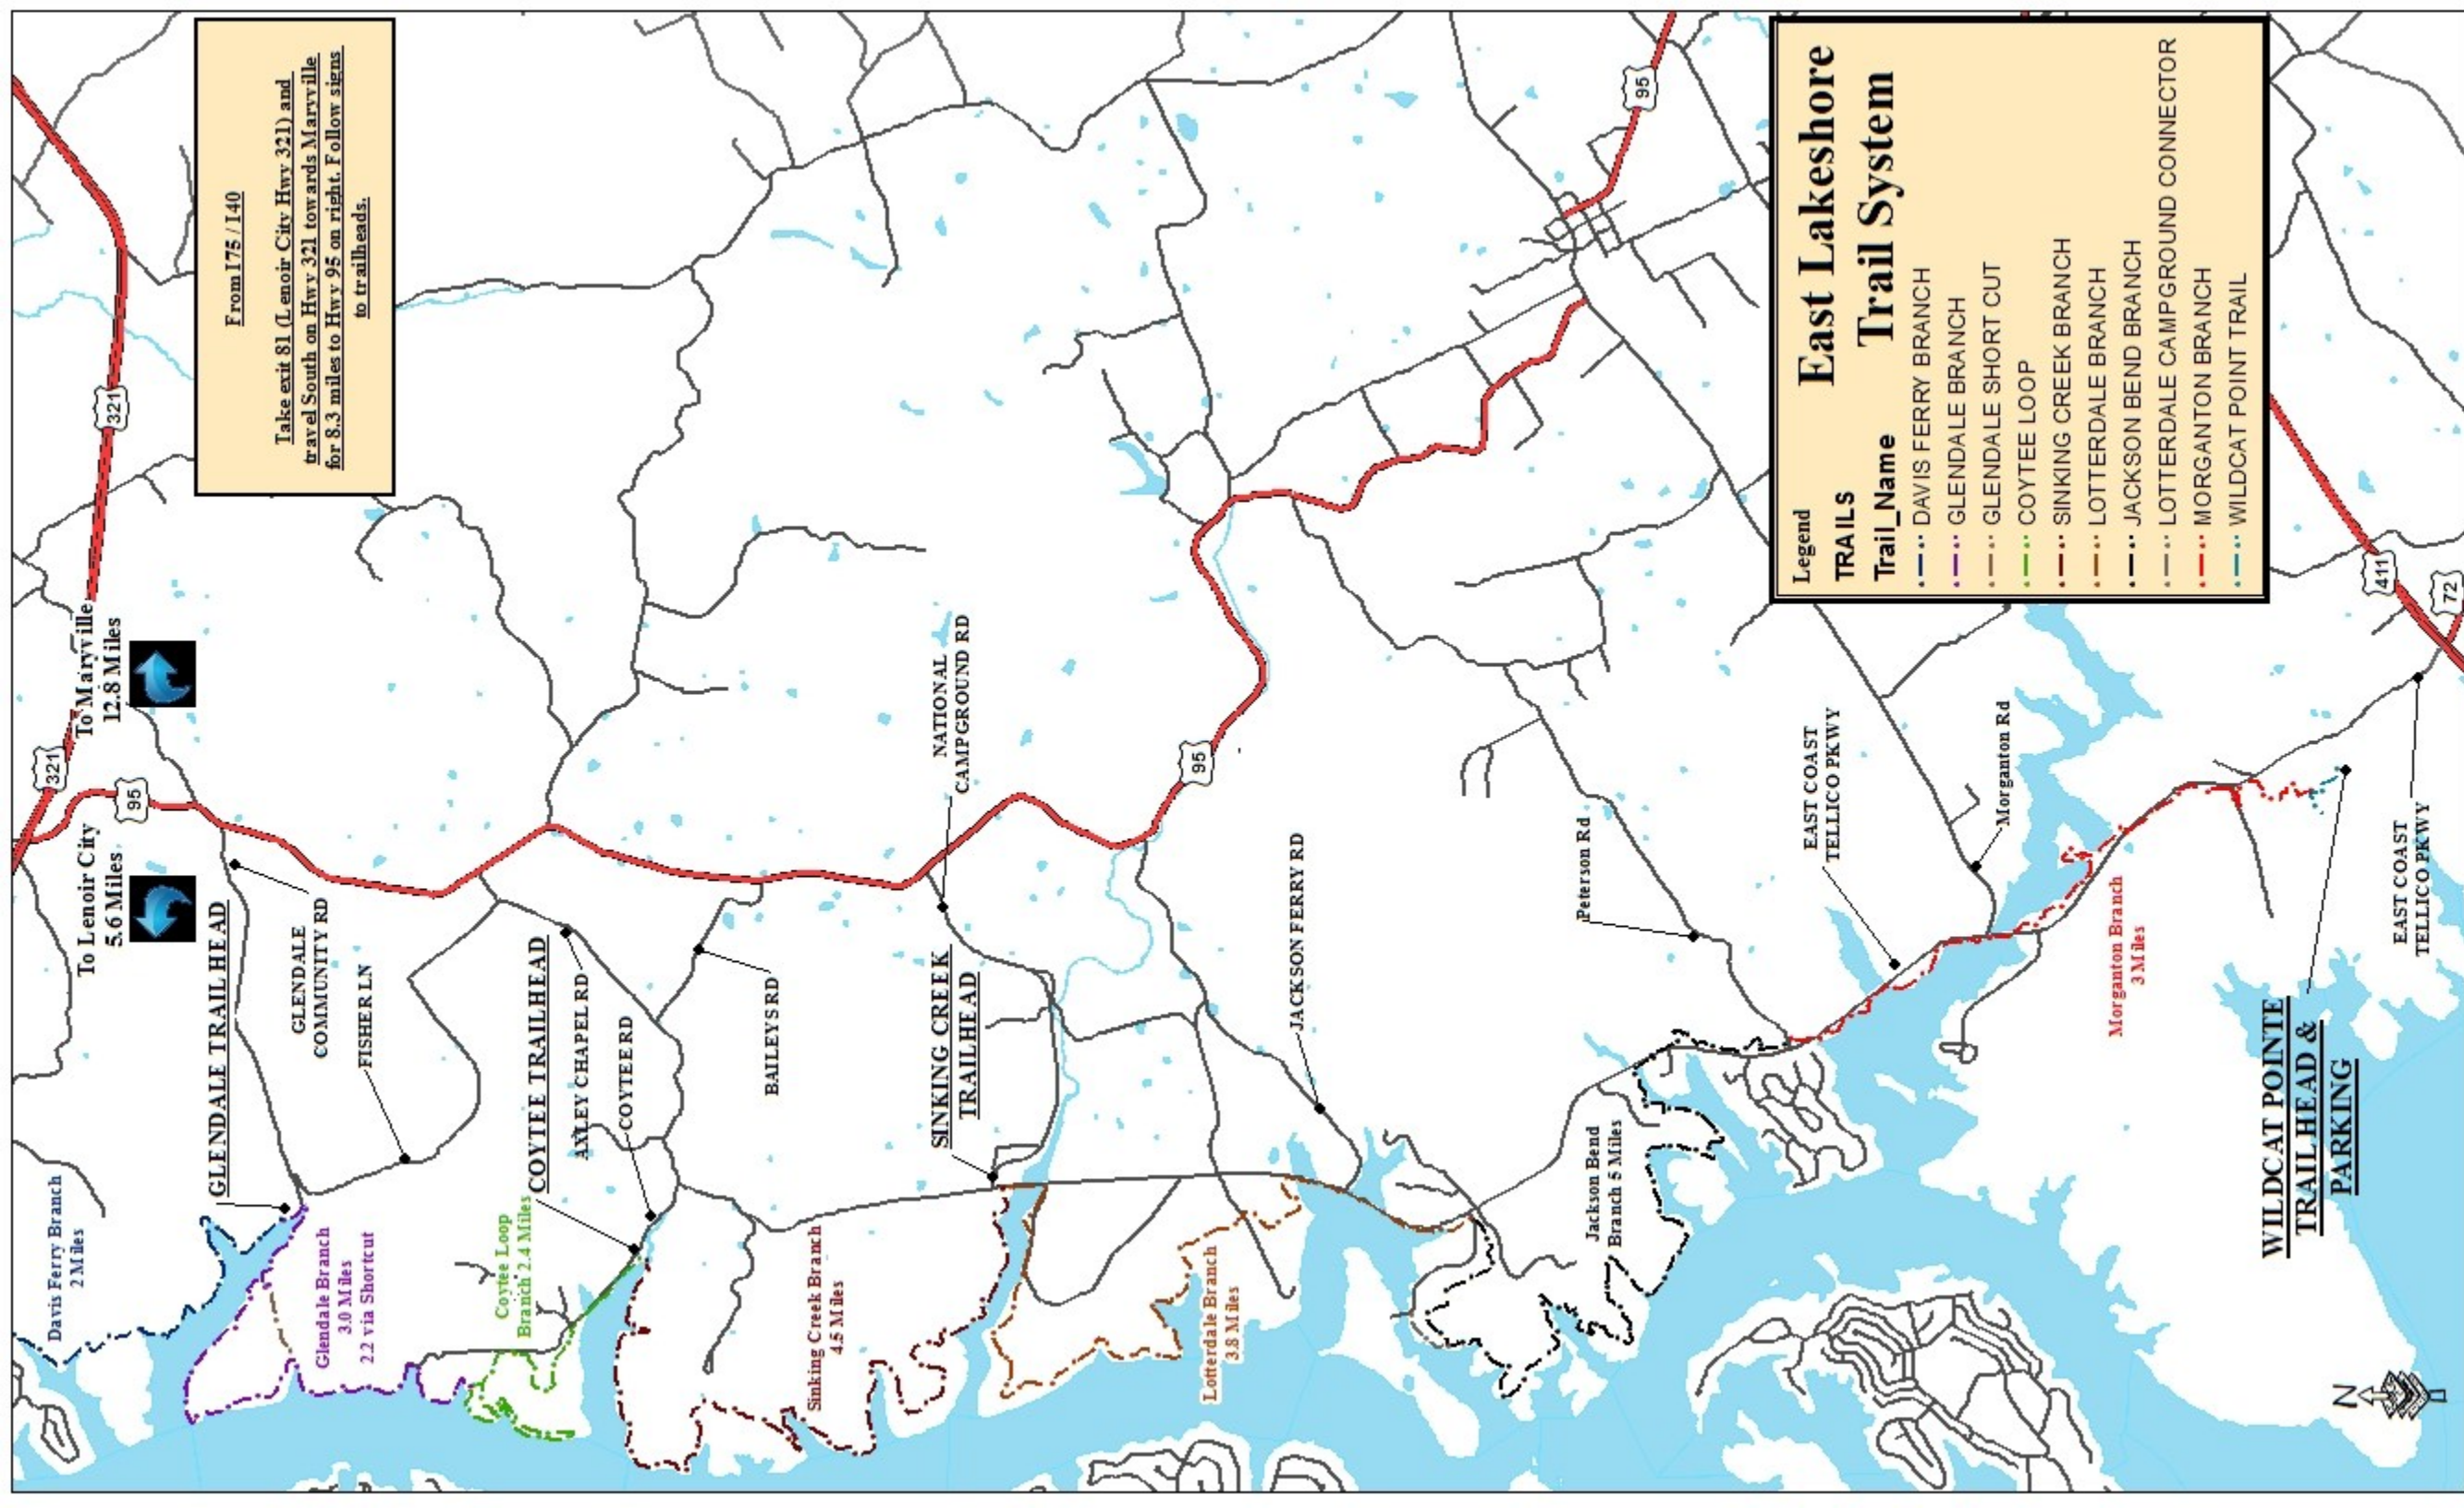 From I75 / I40
Take exit 81 (Lenoir City Hwy 321) and
travel South on Hwy 321 towards Maryville
for 8.3 miles to Hwy 95 on right. Follow signs
to trailheads.
321
To Maryville
12.8 Miles
321
95
To Lenoir City
5.6 Miles
GLENDALE TRAIL HEAD
GLENDALE
COMMUNITY RD
FISHER LN
Davis Ferry Branch
2 Miles
Glendale Branch
3.0 Miles
2.2 via Shortcut
COYTEE TRAILHEAD
AXLEY CHAPEL RD
COYTE RD
Coytee Loop
Branch 2.4 Miles
BAILEYS RD
NATIONAL
CAMPGROUND RD
SINKING CREEK
TRAILHEAD
Sinking Creek Branch
4.5 Miles
95
JACKSON FERRY RD
Lotterdale Branch
3.8 Miles
Jackson Bend
Branch 5 Miles
Peterson Rd
EAST COAST
TELLICO PKWY
Morganton Rd
Morganton Branch
3 Miles
WILDCAT POINTE
TRAILHEAD &
PARKING
EAST COAST
TELLICO PKWY
95
411
72
N
Legend
East Lakeshore
Trail System
TRAILS
Trail_Name
DAVIS FERRY BRANCH
GLENDALE BRANCH
GLENDALE SHORT CUT
COYTEE LOOP
SINKING CREEK BRANCH
LOTTERDALE BRANCH
JACKSON BEND BRANCH
LOTTERDALE CAMPGROUND CONNECTOR
MORGANTON BRANCH
WILDCAT POINT TRAIL